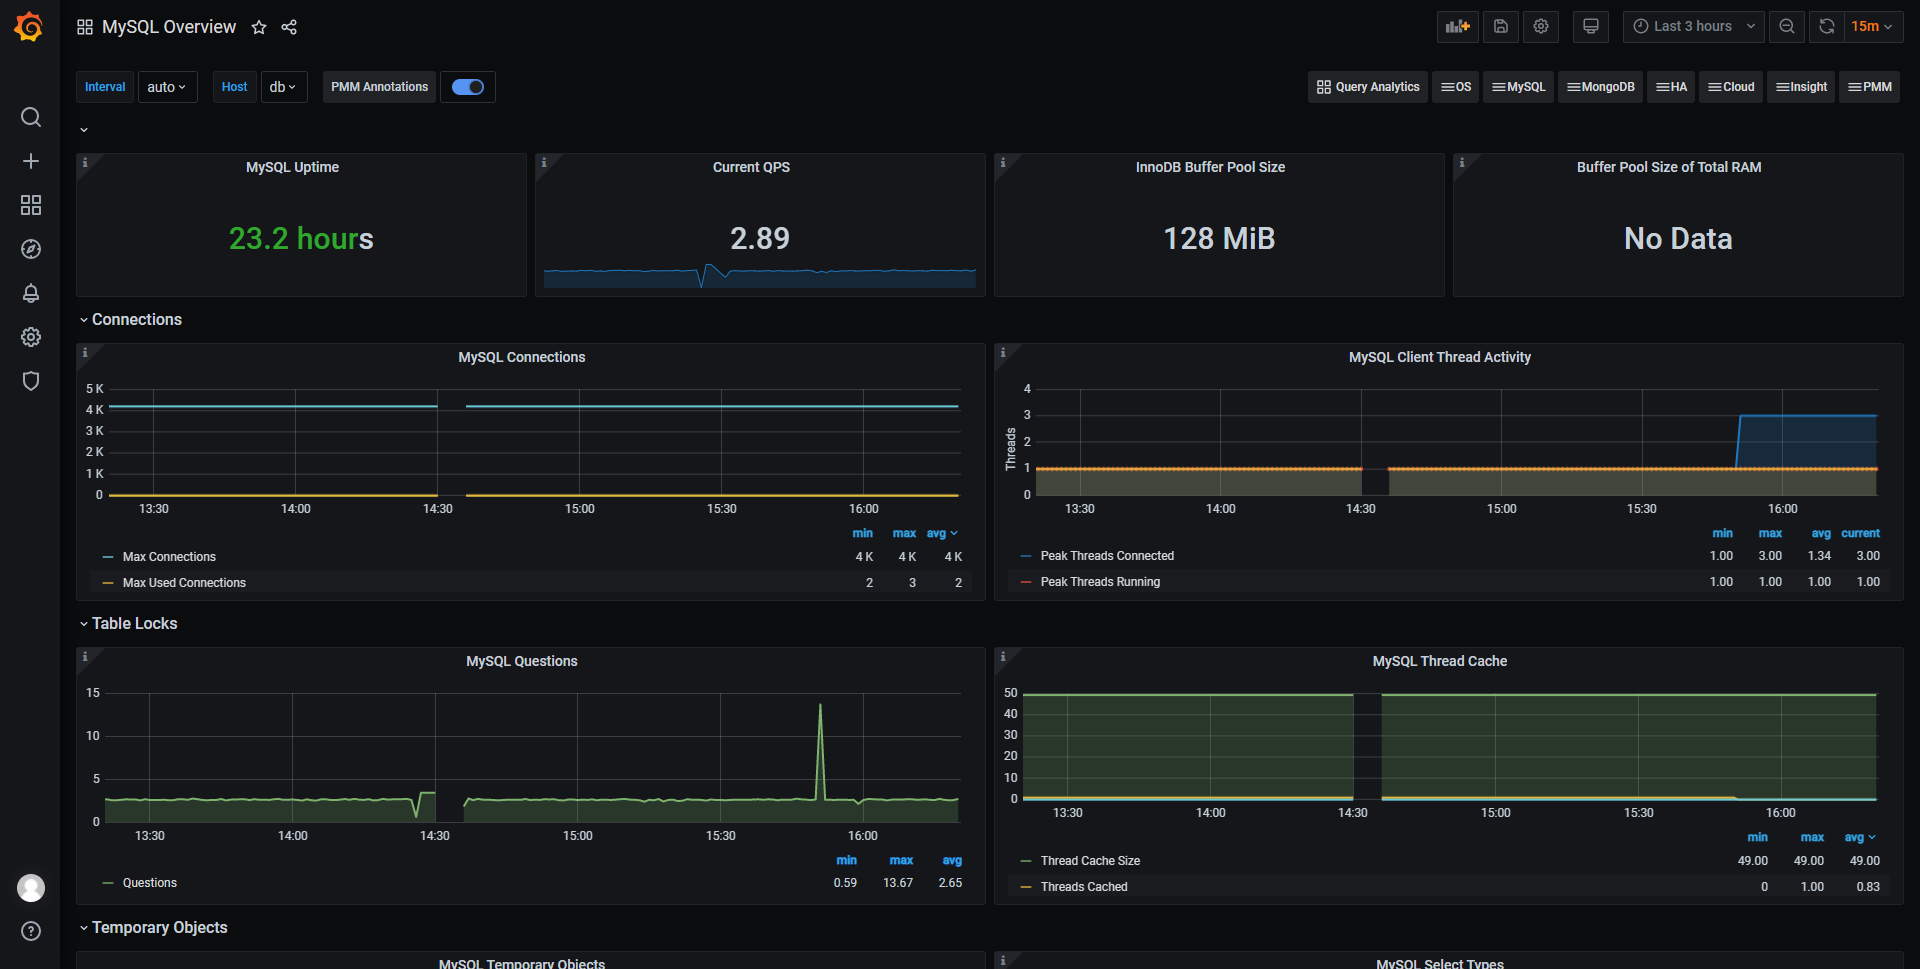 MySQL Overview
Last 3 hours
15m
Interval auto Host db PMM Annotations
Query Analytics OS MySQL MongoDB HA Cloud Insight PMM
MySQL Uptime
23.2 hours
Current QPS
2.89
InnoDB Buffer Pool Size
128 MiB
Buffer Pool Size of Total RAM
No Data
Connections
MySQL Connections
5 K
4 K
3 K
2 K
1 K
0
13:30 14:00 14:30 15:00 15:30 16:00
min max avg
Max Connections 4 K 4 K 4 K
Max Used Connections 2 3 2
MySQL Client Thread Activity
Threads
4
3
2
1
0
13:30 14:00 14:30 15:00 15:30 16:00
min max avg current
Peak Threads Connected 1.00 3.00 1.34 3.00
Peak Threads Running 1.00 1.00 1.00 1.00
Table Locks
MySQL Questions
15
10
5
0
13:30 14:00 14:30 15:00 15:30 16:00
min max avg
Questions 0.59 13.67 2.65
MySQL Thread Cache
50
40
30
20
10
0
13:30 14:00 14:30 15:00 15:30 16:00
min max avg
Thread Cache Size 49.00 49.00 49.00
Threads Cached 0 1.00 0.83
Temporary Objects
MySQL Temporary Objects
MySQL Select Types